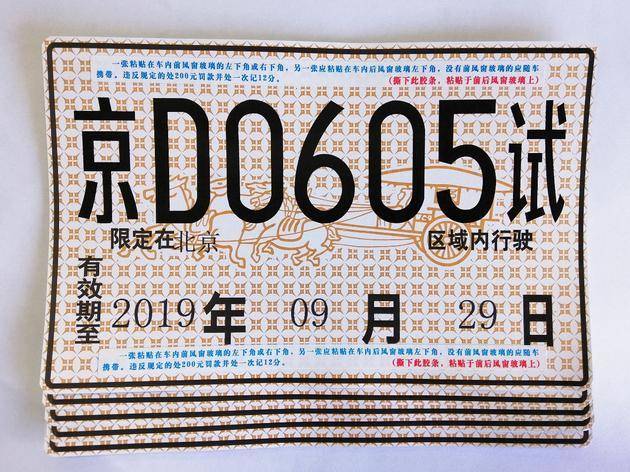 一张粘贴在车内前风窗玻璃的左下角或右下角，另一张应粘贴在车内后风窗玻璃左下角，没有前风窗玻璃的应随车
携带。违反规定的处200元罚款并处一次记12分。 (撕下此胶条，粘贴于前后风窗玻璃上)
京D0605试
限定在北京 区域内行驶
有效期至 2019年 09 月 29 日
一张粘贴在车内前风窗玻璃的左下角或右下角，另一张应粘贴在车内后风窗玻璃左下角，没有前风窗玻璃的应随车
携带。违反规定的处200元罚款并处一次记12分。 (撕下此胶条，粘贴于前后风窗玻璃上)